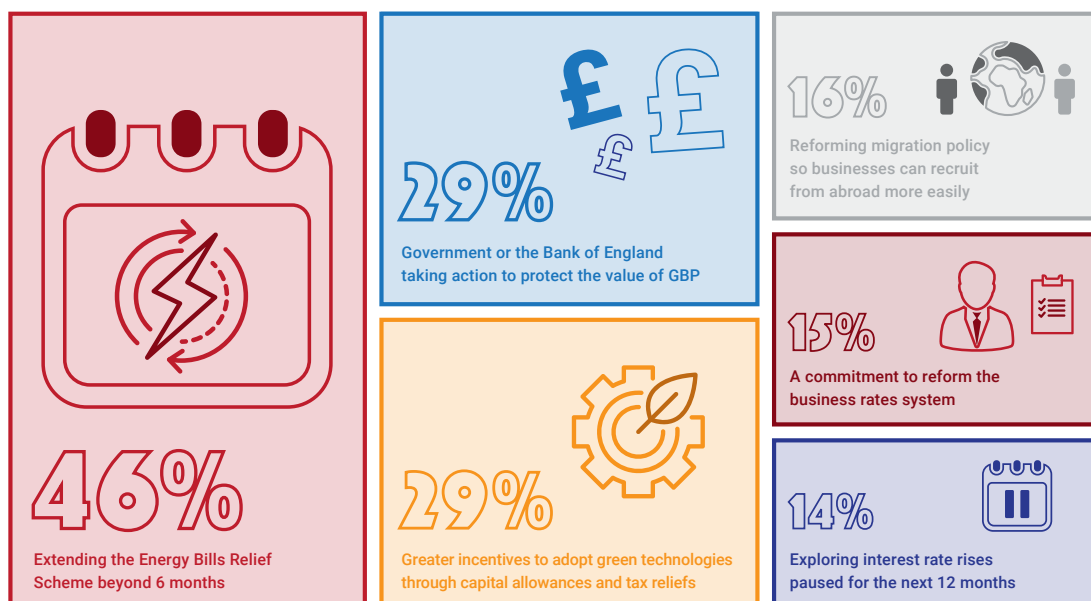 46%
Extending the Energy Bills Relief
Scheme beyond 6 months
£
£
£
29%
Government or the Bank of England
taking action to protect the value of GBP
29%
Greater incentives to adopt green technologies
through capital allowances and tax reliefs
16%
Reforming migration policy
so businesses can recruit
from abroad more easily
15%
A commitment to reform the
business rates system
14%
Exploring interest rate rises
paused for the next 12 months